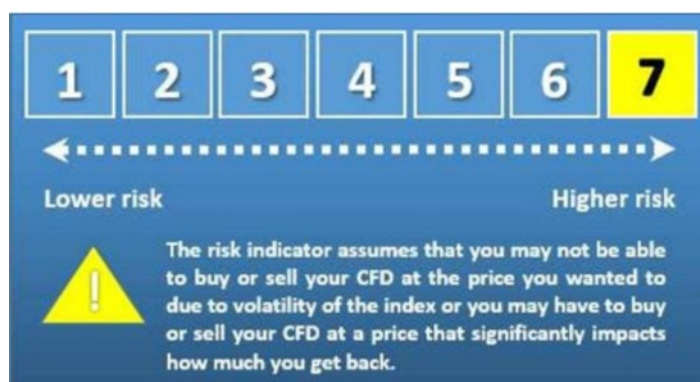 1 2 3 4 5 6 7
Lower risk Higher risk
!
The risk indicator assumes that you may not be able
to buy or sell your CFD at the price you wanted to
due to volatility of the index or you may have to buy
or sell your CFD at a price that significantly impacts
how much you get back.